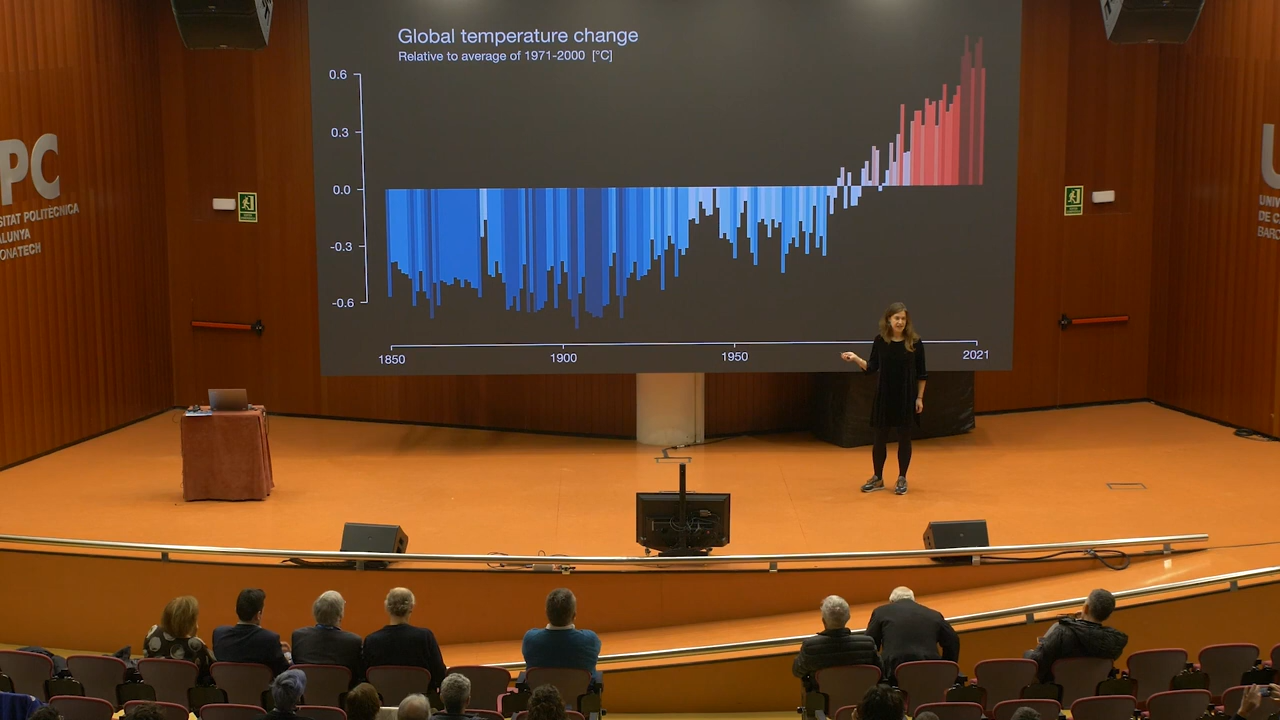 Global temperature change
Relative to average of 1971-2000 [°C]
0.6
0.3
0.0
-0.3
-0.6
1850
1900
1950
2021
PC
SITAT POLITÈCNICA
ALUNYA
ONATECH
U
UNIV
DE C
BARC